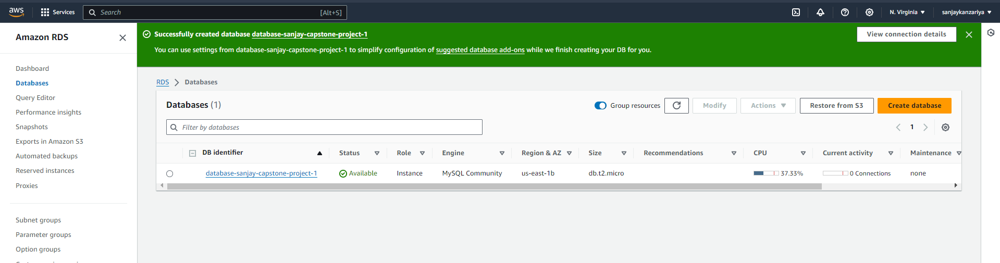 aws
Services
Search
[Alt+S]
N. Virginia
sanjaykanzariya
Amazon RDS
Dashboard
Databases
Query Editor
Performance insights
Snapshots
Exports in Amazon S3
Automated backups
Reserved instances
Proxies
Subnet groups
Parameter groups
Option groups
Successfully created database database-sanjay-capstone-project-1
View connection details
You can use settings from database-sanjay-capstone-project-1 to simplify configuration of suggested database add-ons while we finish creating your DB for you.
RDS > Databases
Databases (1)
Group resources
Modify
Actions
Restore from S3
Create database
Filter by databases
1
DB identifier Status Role Engine Region & AZ Size Recommendations CPU Current activity Maintenance
database-sanjay-capstone-project-1 Available Instance MySQL Community us-east-1b db.t2.micro 37.33% 0 Connections none